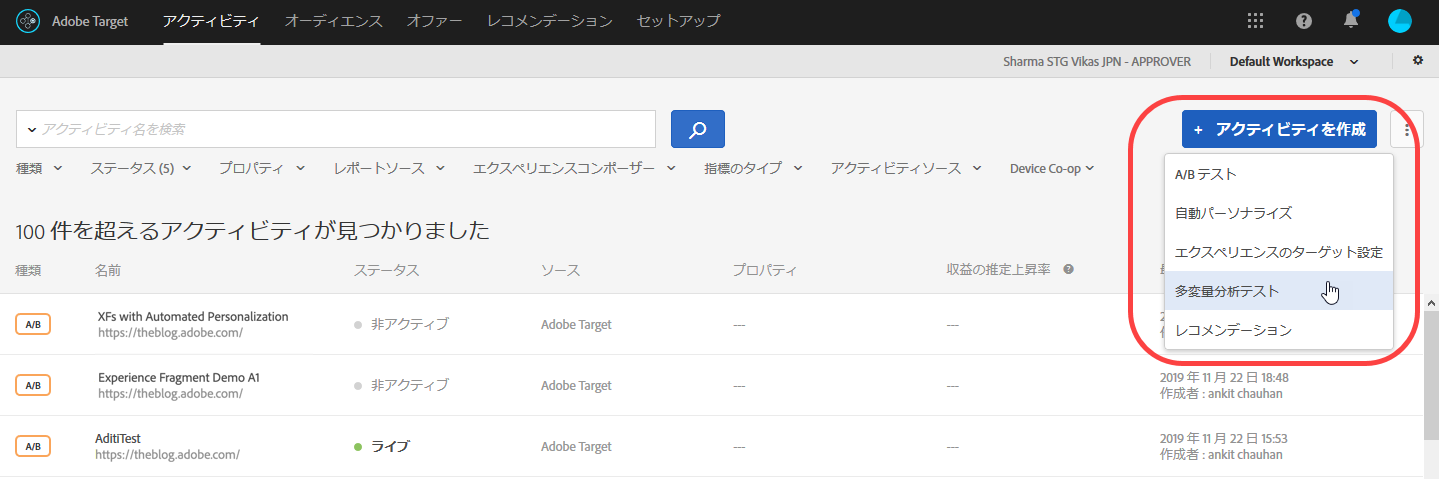 Adobe Target アクティビティ オーディエンス オファー レコメンデーション セットアップ
Sharma STG Vikas JPN - APPROVER Default Workspace
アクティビティ名を検索
+ アクティビティを作成
種類 ステータス (5) プロパティ レポートソース エクスペリエンスコンポーザー 指標のタイプ アクティビティソース Device Co-op
A/B テスト
自動パーソナライズ
エクスペリエンスのターゲット設定
多変量分析テスト
レコメンデーション
100 件を超えるアクティビティが見つかりました
種類 名前 ステータス ソース プロパティ 収益の推定上昇率
A/B XFs with Automated Personalization 非アクティブ Adobe Target --- ---
https://theblog.adobe.com/
A/B Experience Fragment Demo A1 非アクティブ Adobe Target --- --- 2019 年 11 月 22 日 18:48
https://theblog.adobe.com/ 作成者 : ankit chauhan
A/B AditiTest ライブ Adobe Target --- --- 2019 年 11 月 22 日 15:53
https://theblog.adobe.com/ 作成者 : ankit chauhan